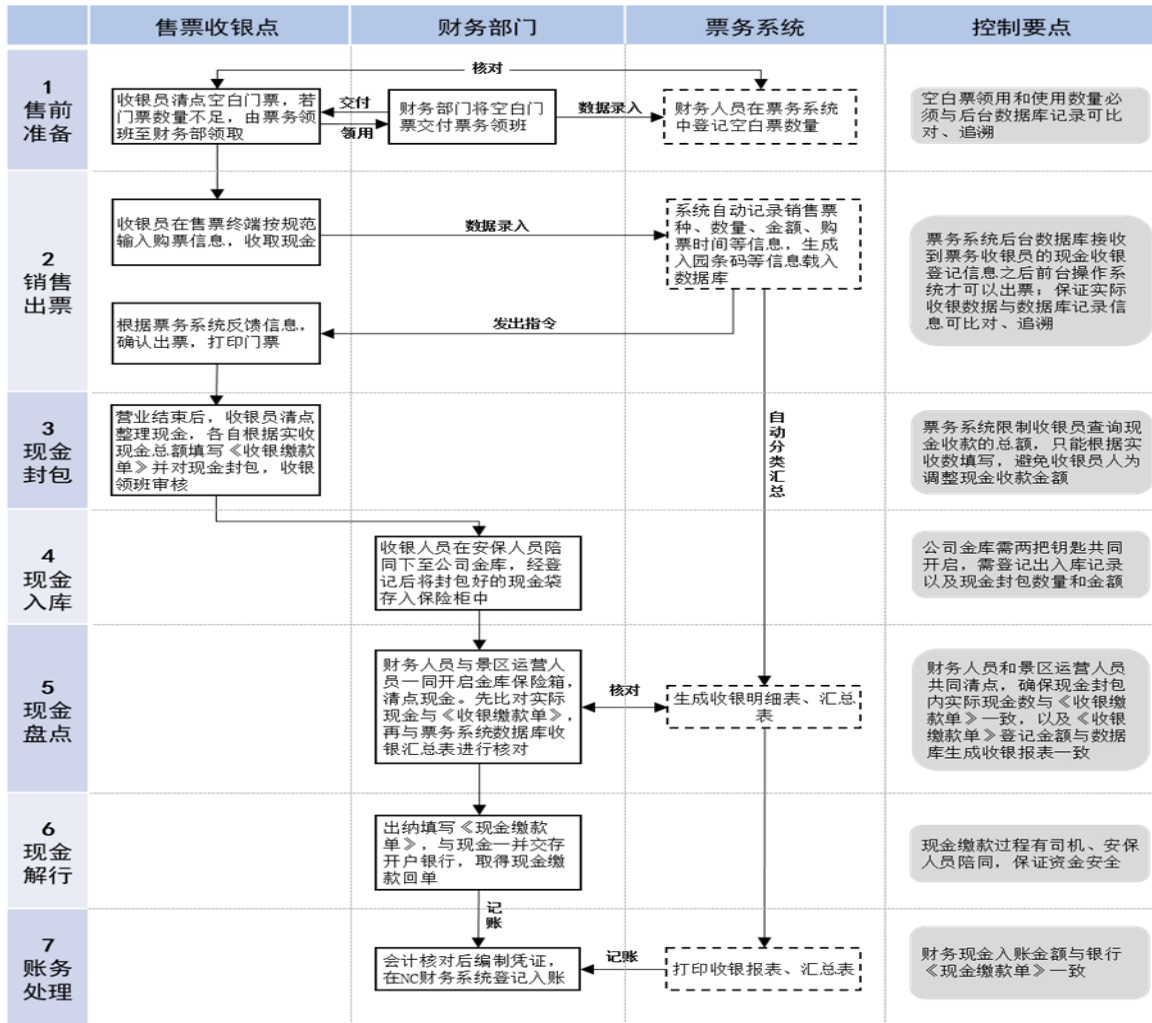 售票收银点
财务部门
票务系统
控制要点
1
售前
准备
核对
收银员清点空白门票，若
门票数量不足，由票务领
班至财务部领取
交付
领用
财务部门将空白门
票交付票务领班
数据录入
财务人员在票务系统
中登记空白票数量
空白票领用和使用数量必
须与后台数据库记录可比
对、追溯
2
销售
出票
收银员在售票终端按规范
输入购票信息，收取现金
数据录入
系统自动记录销售票
种、数量、金额、购
票时间等信息，生成
入园条码等信息载入
数据库
票务系统后台数据库接收
到票务收银员的现金收银
登记信息之后前台操作系
统才可以出票；保证实际
收银数据与数据库记录信
息可比对、追溯
根据票务系统反馈信息，
确认出票，打印门票
发出指令
3
现金
封包
营业结束后，收银员清点
整理现金，各自根据实收
现金总额填写《收银缴款
单》并对现金封包，收银
领班审核
自动分类汇总
票务系统限制收银员查询现
金收款的总额，只能根据实
收数填写，避免收银员人为
调整现金收款金额
4
现金
入库
收银人员在安保人员陪
同下至公司金库，经登
记后将封包好的现金袋
存入保险柜中
公司金库需两把钥匙共同
开启，需登记出入库记录
以及现金封包数量和金额
5
现金
盘点
财务人员与景区运营人
员一同开启金库保险箱，
清点现金。先比对实际
现金与《收银缴款单》，
再与票务系统数据库收
银汇总表进行核对
核对
生成收银明细表、汇总
表
财务人员和景区运营人员
共同清点，确保现金封包
内实际现金数与《收银缴
款单》一致，以及《收银
缴款单》登记金额与数据
库生成收银报表一致
6
现金
解行
出纳填写《现金缴款
单》，与现金一并交存
开户银行，取得现金缴
款回单
现金缴款过程有司机、安保
人员陪同，保证资金安全
记账
7
账务
处理
会计核对后编制凭证，
在NC财务系统登记入账
记账
打印收银报表、汇总表
财务现金入账金额与银行
《现金缴款单》一致